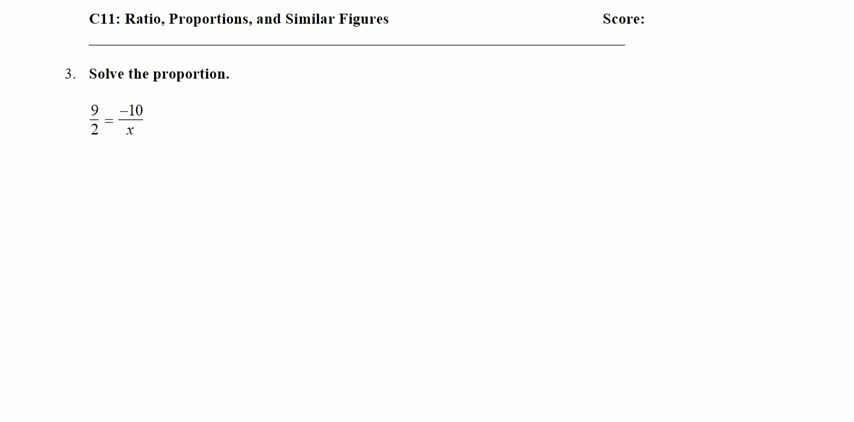 C11: Ratio, Proportions, and Similar Figures Score:
3. Solve the proportion.
9/2 = –10/x